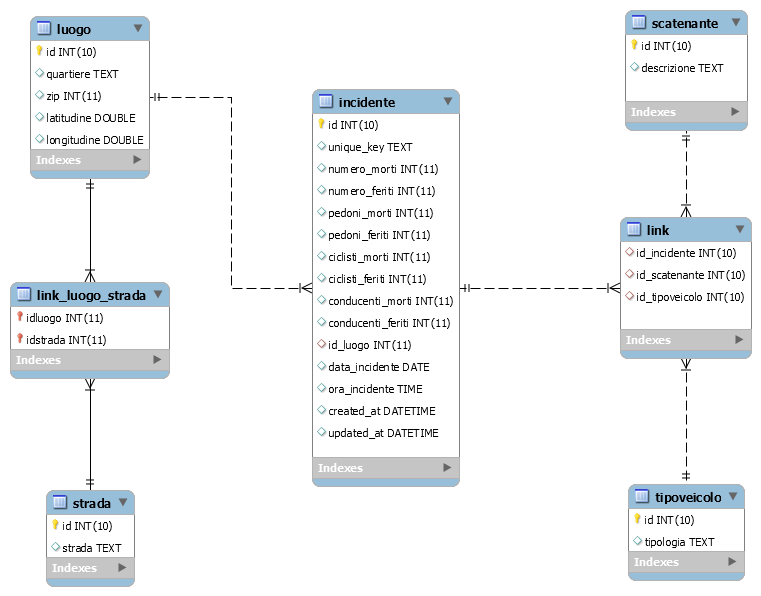 luogo
id INT(10)
quartiere TEXT
zip INT(11)
latitudine DOUBLE
longitudine DOUBLE
Indexes
link_luogo_strada
idluogo INT(11)
idstrada INT(11)
Indexes
strada
id INT(10)
strada TEXT
Indexes
incidente
id INT(10)
unique_key TEXT
numero_morti INT(11)
numero_feriti INT(11)
pedoni_morti INT(11)
pedoni_feriti INT(11)
ciclisti_morti INT(11)
ciclisti_feriti INT(11)
conducenti_morti INT(11)
conducenti_feriti INT(11)
id_luogo INT(11)
data_incidente DATE
ora_incidente TIME
created_at DATETIME
updated_at DATETIME
Indexes
scatenante
id INT(10)
descrizione TEXT
Indexes
link
id_incidente INT(10)
id_scatenante INT(10)
id_tipoveicolo INT(10)
Indexes
tipoveicolo
id INT(10)
tipologia TEXT
Indexes